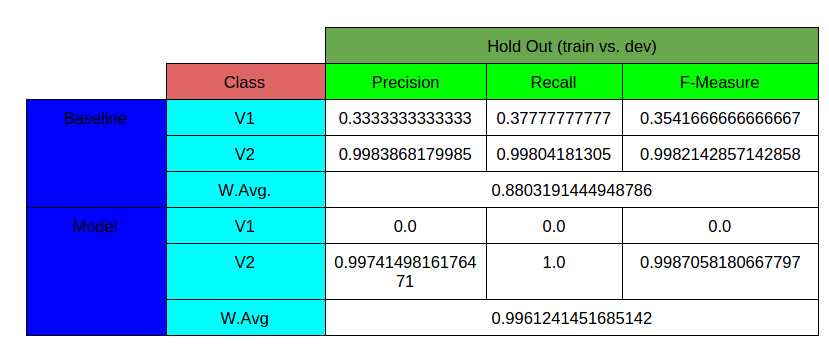 Hold Out (train vs. dev)
Class Precision Recall F-Measure
Baseline V1 0.3333333333333 0.37777777777 0.3541666666666667
V2 0.9983868179985 0.99804181305 0.9982142857142858
W.Avg. 0.8803191444948786
Model V1 0.0 0.0 0.0
V2 0.99741498161764 1.0 0.9987058180667797
71
W.Avg 0.9961241451685142